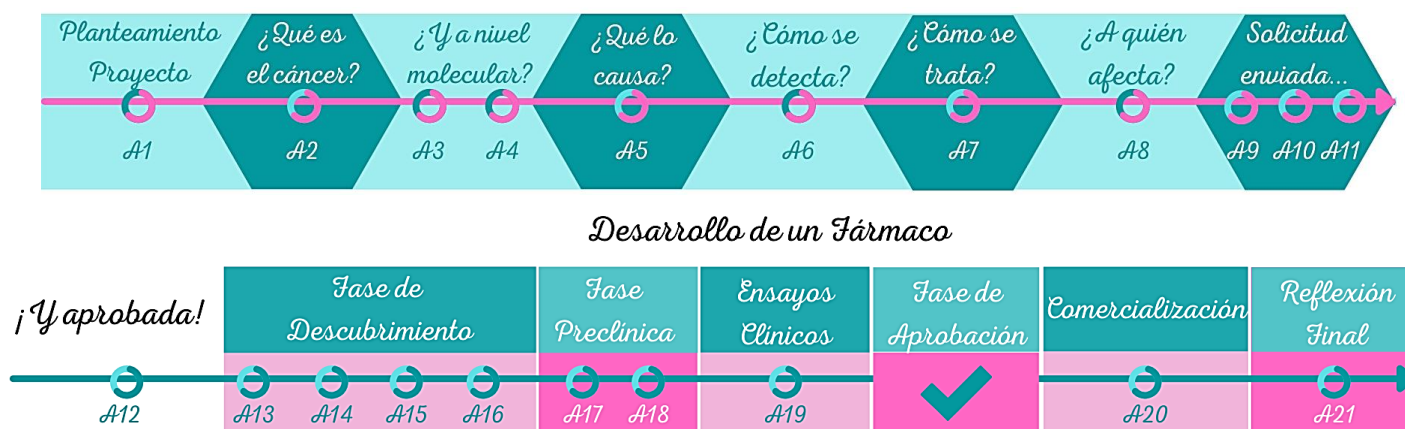 Planteamiento
Proyecto
¿Qué es
el cáncer?
¿Y a nivel
molecular?
¿Qué lo
causa?
¿Cómo se
detecta?
¿Cómo se
trata?
¿A quién
afecta?
Solicitud
enviada...
A1
A2
A3
A4
A5
A6
A7
A8
A9
A10
A11
Desarrollo de un Fármaco
¡Y aprobada!
Fase de
Descubrimiento
Fase
Preclínica
Ensayos
Clínicos
Fase de
Aprobación
Comercialización
Reflexión
Final
A12
A13
A14
A15
A16
A17
A18
A19
A20
A21